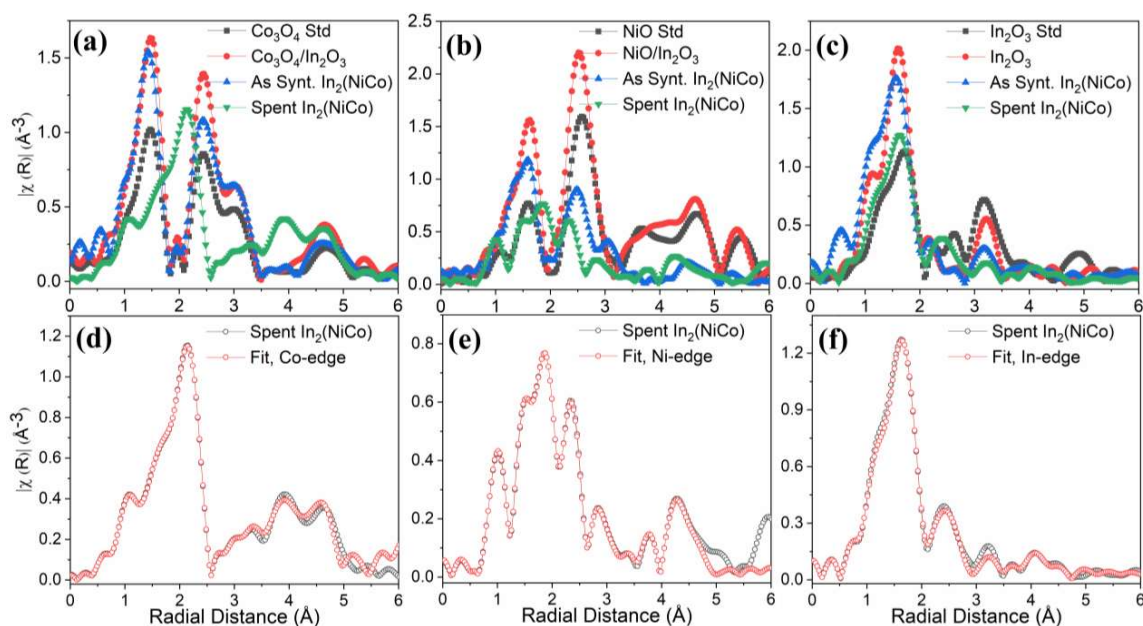 (a)
Co₃O₄ Std
Co₃O₄/In₂O₃
As Synt. In₂(NiCo)
Spent In₂(NiCo)
1.5
1.0
0.5
0.0
0 1 2 3 4 5 6
|χ (R)| (Å⁻³)
(b)
NiO Std
NiO/In₂O₃
As Synt. In₂(NiCo)
Spent In₂(NiCo)
2.5
2.0
1.5
1.0
0.5
0.0
0 1 2 3 4 5 6
(c)
In₂O₃ Std
In₂O₃
As Synt. In₂(NiCo)
Spent In₂(NiCo)
2.0
1.5
1.0
0.5
0.0
0 1 2 3 4 5 6
(d)
Spent In₂(NiCo)
Fit, Co-edge
1.2
0.8
0.4
0.0
|χ (R)| (Å⁻³)
0 1 2 3 4 5 6
Radial Distance (Å)
(e)
Spent In₂(NiCo)
Fit, Ni-edge
0.8
0.6
0.4
0.2
0.0
0 1 2 3 4 5 6
Radial Distance (Å)
(f)
Spent In₂(NiCo)
Fit, In-edge
1.2
0.9
0.6
0.3
0.0
0 1 2 3 4 5 6
Radial Distance (Å)